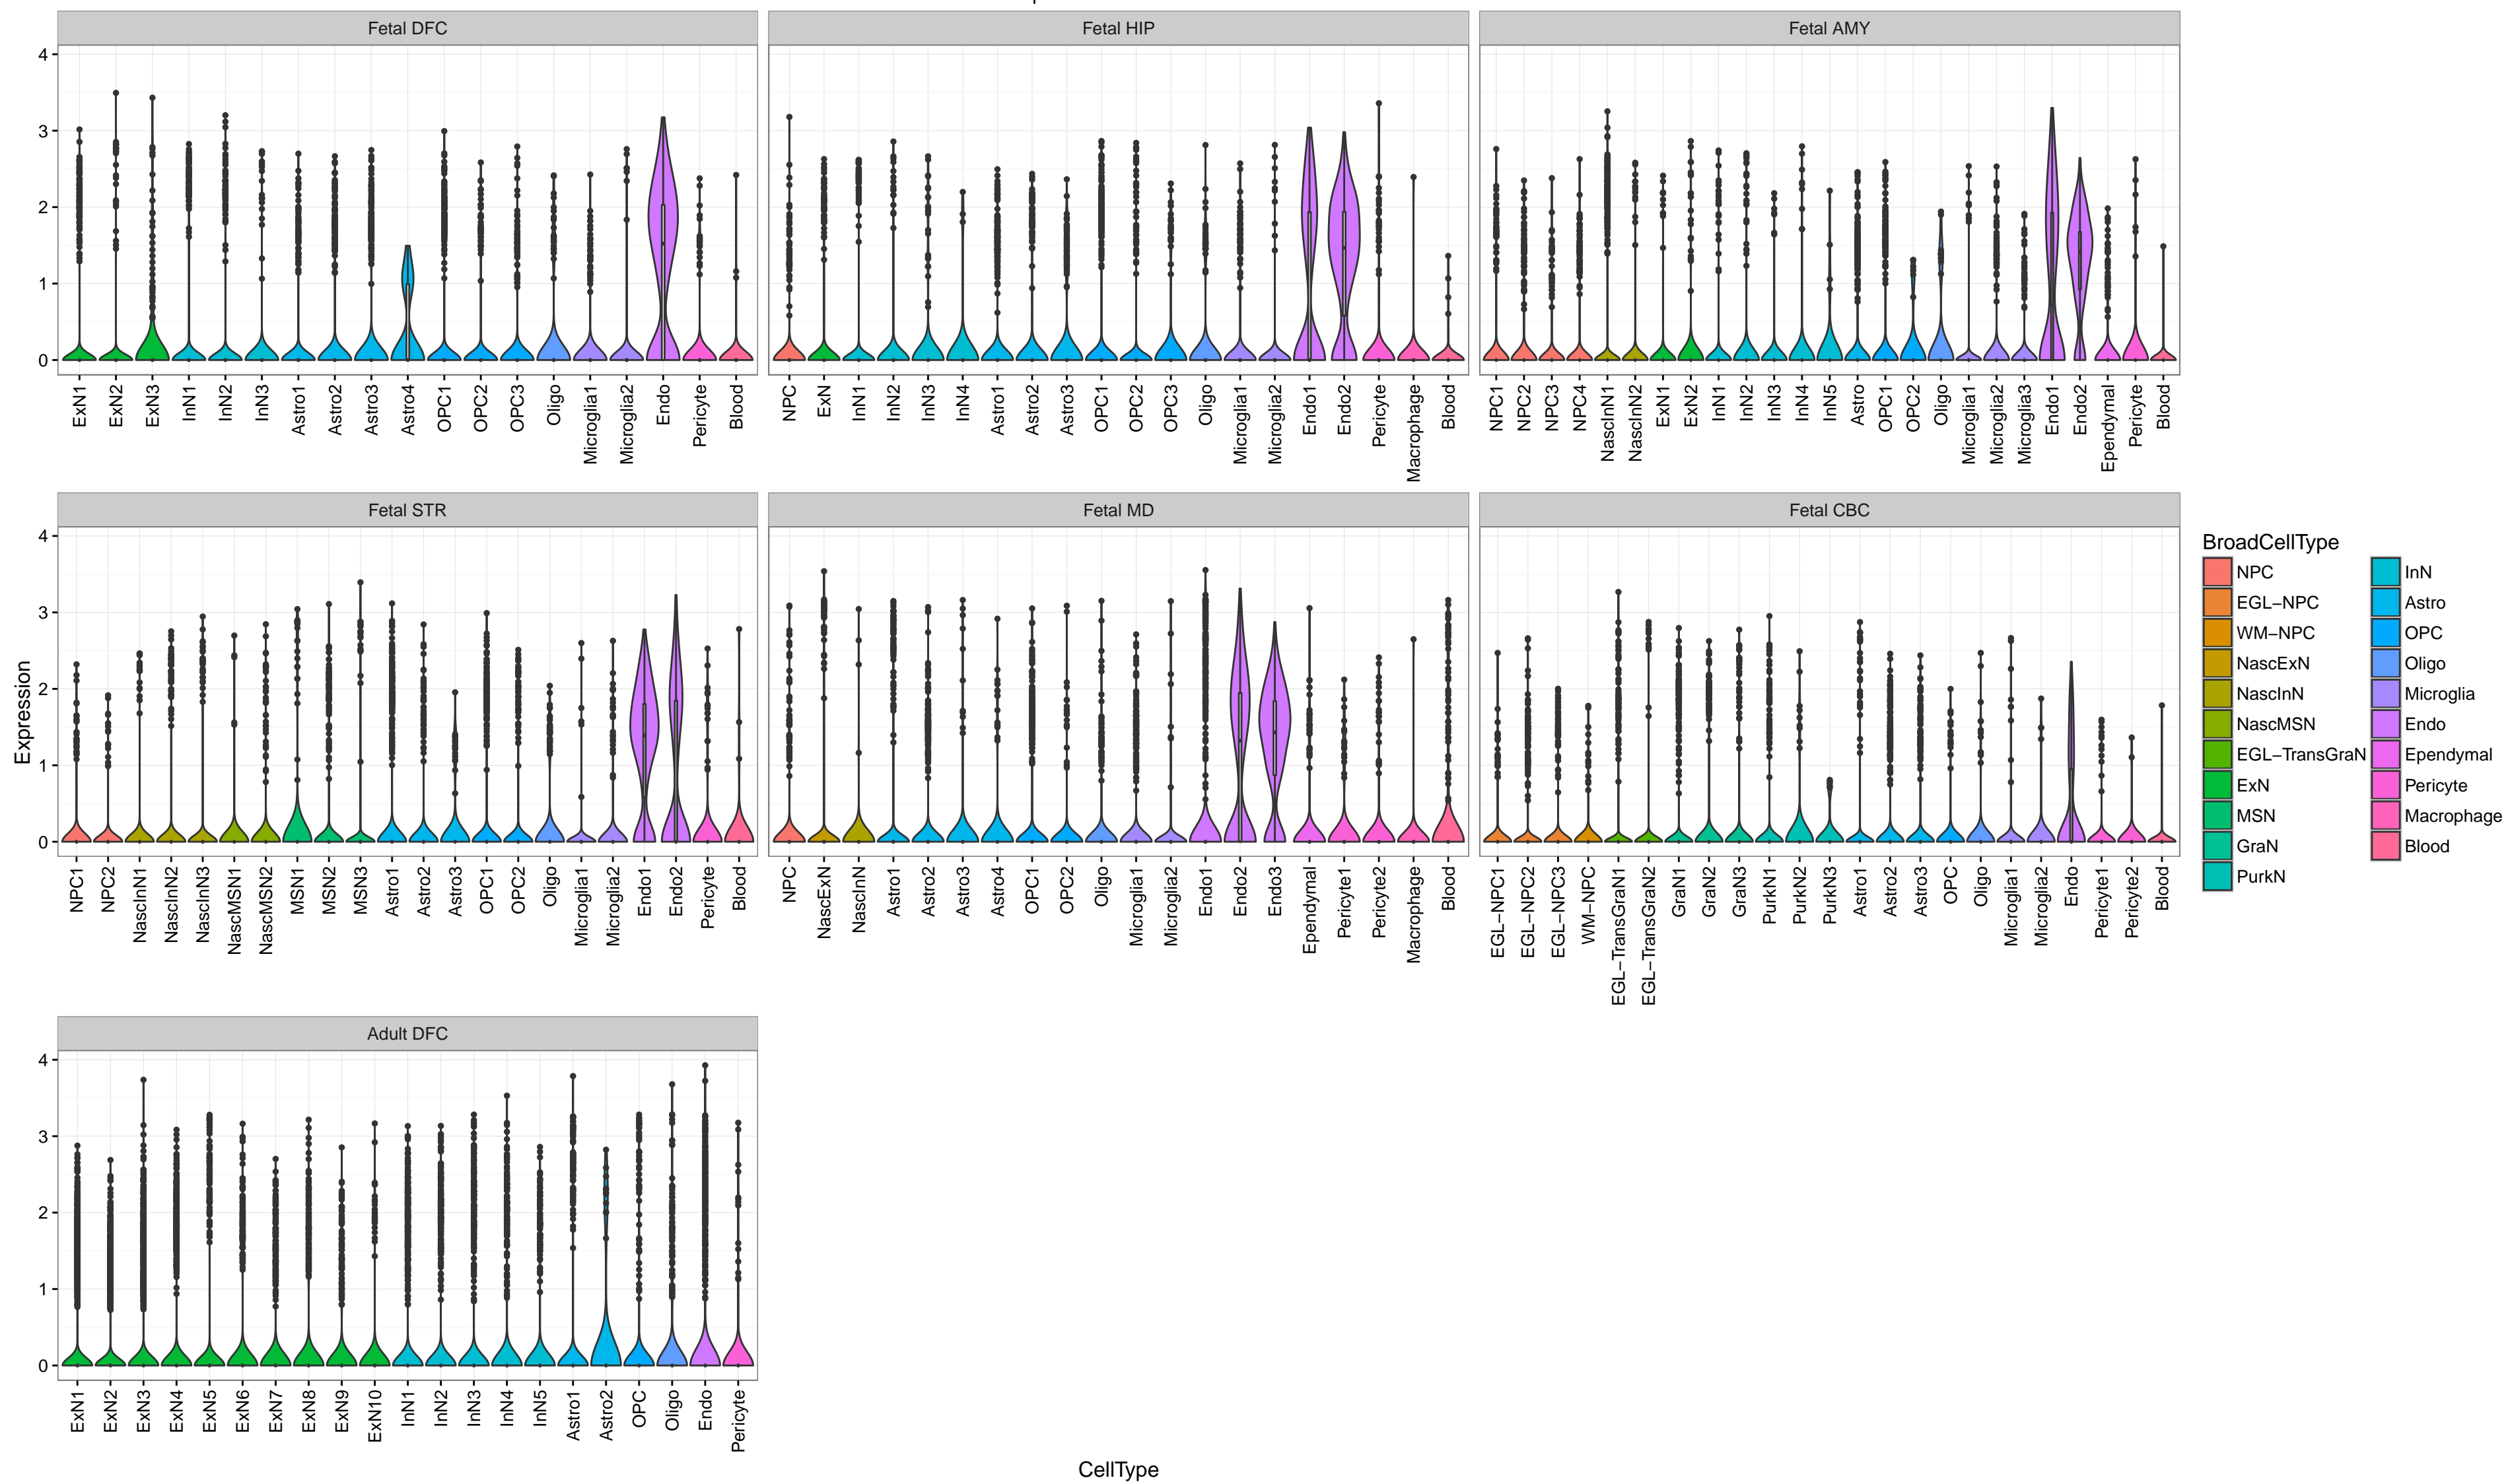 Fetal DFC Fetal HIP Fetal AMY
4
3
2
1
0
ExN1 ExN2 ExN3 InN1 InN2 InN3 Astro1 Astro2 Astro3 Astro4 OPC1 OPC2 OPC3 Oligo Microglia1 Microglia2 Endo Pericyte Blood
NPC ExN InN1 InN2 InN3 InN4 Astro1 Astro2 Astro3 OPC1 OPC2 OPC3 Oligo Microglia1 Microglia2 Endo1 Endo2 Pericyte Macrophage Blood
NPC1 NPC2 NPC3 NPC4 NascInN1 NascInN2 ExN1 ExN2 InN1 InN2 InN3 InN4 InN5 Astro OPC1 OPC2 Oligo Microglia1 Microglia2 Microglia3 Endo1 Endo2 Ependymal Pericyte Blood
Fetal STR Fetal MD Fetal CBC
4
3
2
1
0
Expression
NPC1 NPC2 NascInN1 NascInN2 NascInN3 NascMSN1 NascMSN2 MSN1 MSN2 MSN3 Astro1 Astro2 Astro3 OPC1 OPC2 Oligo Microglia1 Microglia2 Endo1 Endo2 Pericyte Blood
NPC NascExN NascInN Astro1 Astro2 Astro3 Astro4 OPC1 OPC2 Oligo Microglia1 Microglia2 Endo1 Endo2 Endo3 Ependymal Pericyte1 Pericyte2 Macrophage Blood
EGL−NPC1 EGL−NPC2 EGL−NPC3 WM−NPC EGL−TransGraN1 EGL−TransGraN2 GraN1 GraN2 GraN3 PurkN1 PurkN2 PurkN3 Astro1 Astro2 Astro3 OPC Oligo Microglia1 Microglia2 Endo Pericyte1 Pericyte2 Blood
BroadCellType
NPC InN
EGL−NPC Astro
WM−NPC OPC
NascExN Oligo
NascInN Microglia
NascMSN Endo
EGL−TransGraN Ependymal
ExN Pericyte
MSN Macrophage
GraN Blood
PurkN
Adult DFC
4
3
2
1
0
ExN1 ExN2 ExN3 ExN4 ExN5 ExN6 ExN7 ExN8 ExN9 ExN10 InN1 InN2 InN3 InN4 InN5 Astro1 Astro2 OPC Oligo Endo Pericyte
CellType